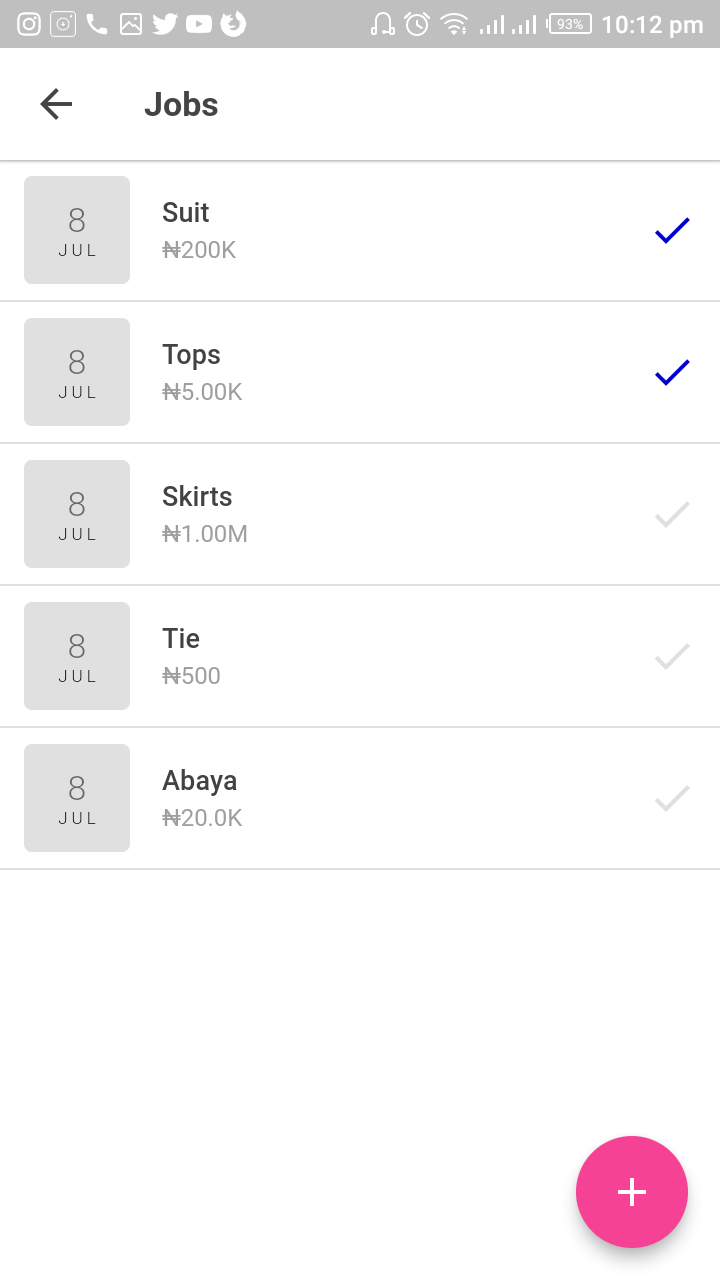 93% 10:12 pm
Jobs
8
JUL
Suit
₦200K
8
JUL
Tops
₦5.00K
8
JUL
Skirts
₦1.00M
8
JUL
Tie
₦500
8
JUL
Abaya
₦20.0K